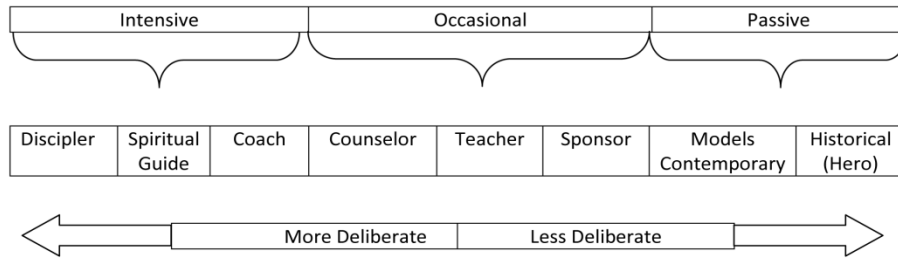 Intensive Occasional Passive
Discipler Spiritual Guide Coach Counselor Teacher Sponsor Models Contemporary Historical (Hero)
More Deliberate Less Deliberate